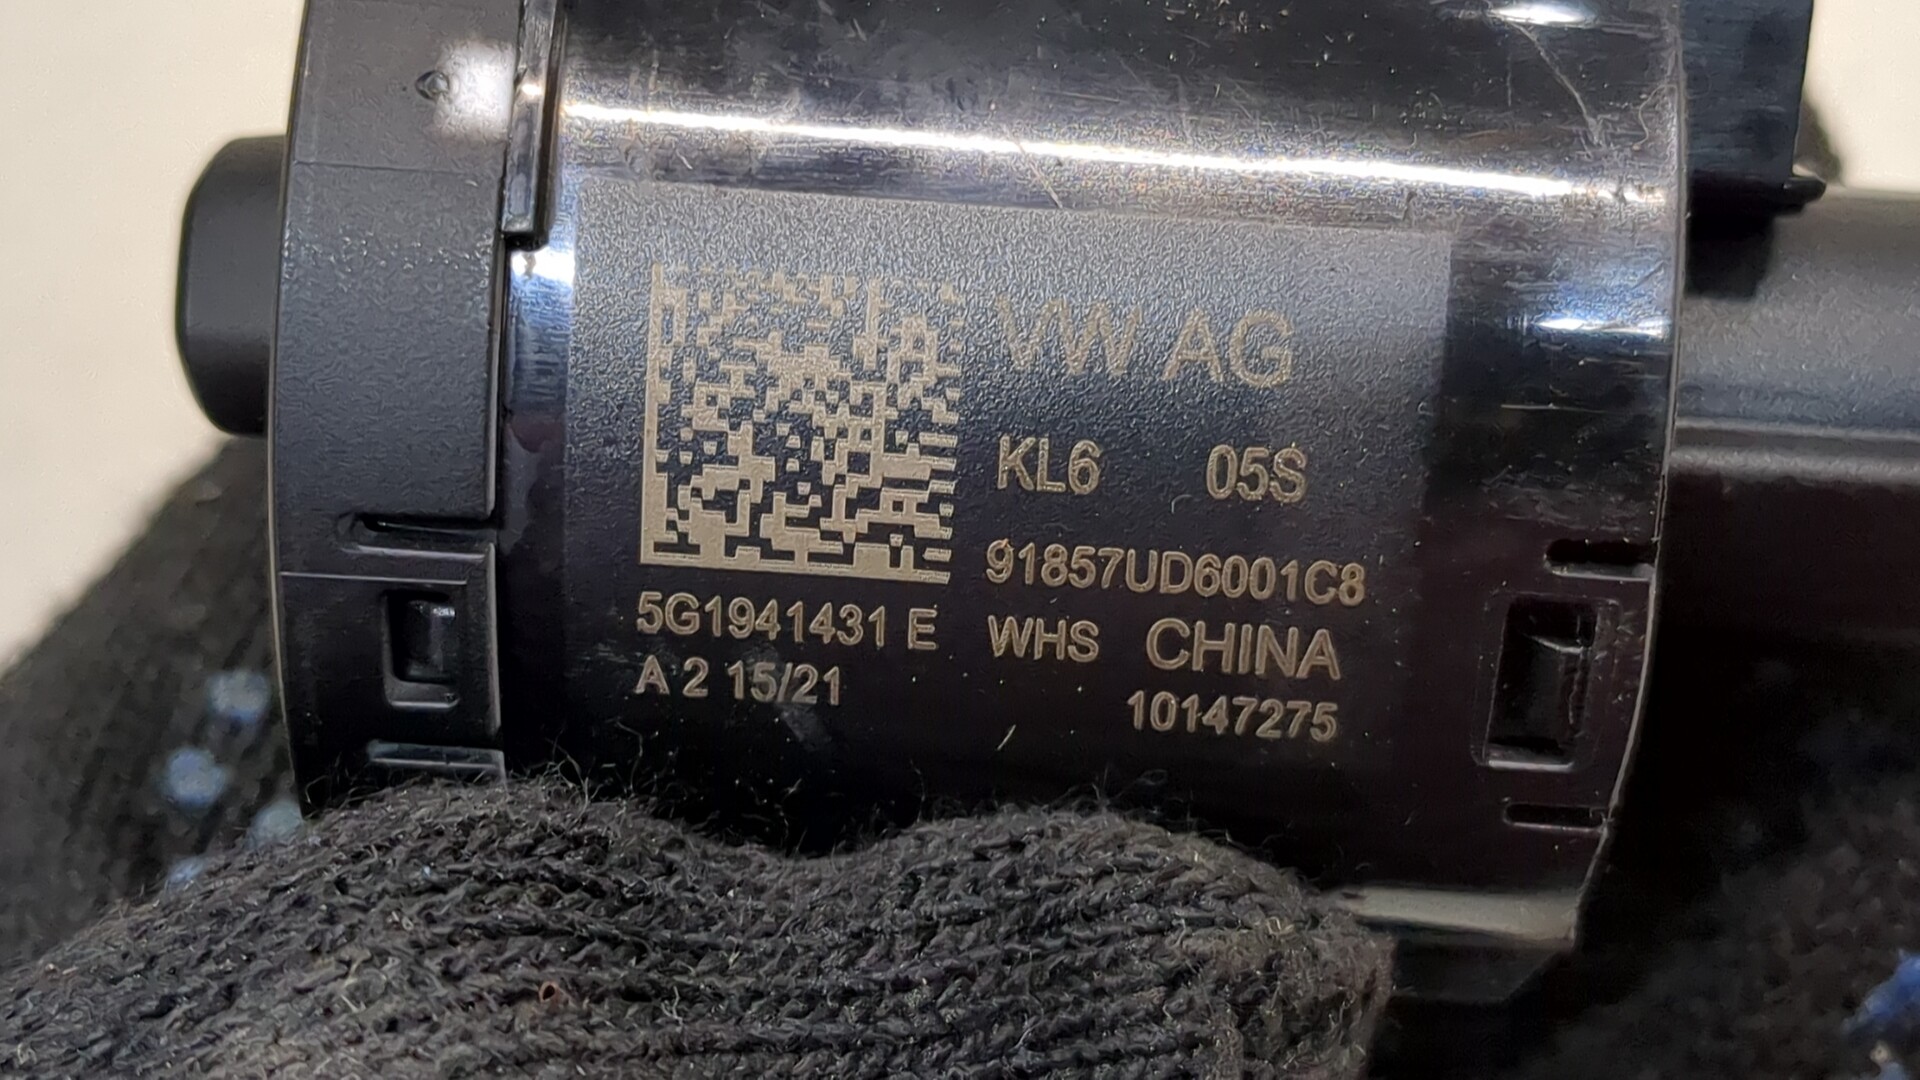 VW AG
KL6 05S
91857UD6001C8
5G1941431 E WHS CHINA
A 2 15/21 10147275